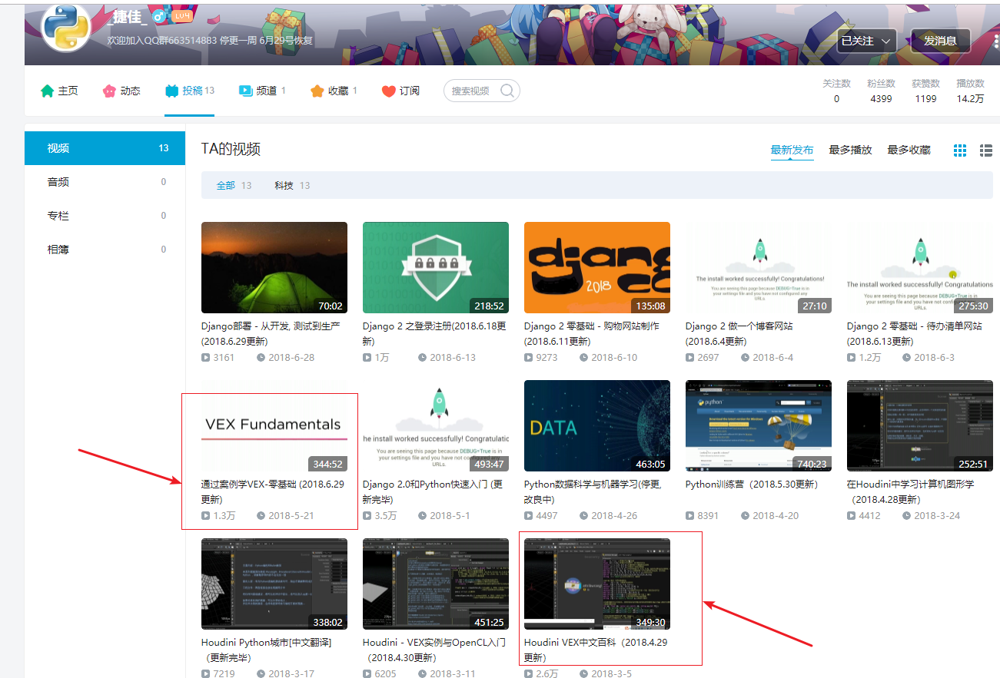 _捷佳_ LV4
欢迎加入QQ群663514883 停更一周 6月29号恢复
已关注
发消息
主页
动态
投稿 13
频道 1
收藏 1
订阅
搜索视频
关注数 粉丝数 获赞数 播放数
0 4399 1199 14.2万
视频 13
音频 0
专栏 0
相簿 0
TA的视频
最新发布 最多播放 最多收藏
全部 13 科技 13
70:02
Django部署 - 从开发, 测试到生产
(2018.6.29更新)
3161 2018-6-28
218:52
Django 2 之登录注册(2018.6.18更
新)
1万 2018-6-13
2018
135:08
Django 2 零基础 - 购物网站制作
(2018.6.11更新)
9273 2018-6-10
The install worked successfully! Congratulations!
You are seeing this page because DEBUG=True is in
your settings file and you have not configured any
URLs.
27:10
Django 2 做一个博客网站
(2018.6.4更新)
2697 2018-6-4
The install worked successfully! Congratulations
You are seeing this page because DEBUG=True is in
your settings file and you have not configured any
URLs.
275:30
Django 2 零基础 - 待办清单网站
(2018.6.13更新)
1.2万 2018-6-3
VEX Fundamentals
344:52
通过案例学VEX-零基础 (2018.6.29
更新)
1.3万 2018-5-21
he install worked successfully! Congratulatic
You are seeing this page because DEBUG=True is in
your settings file and you have not configured any
URLs.
493:47
Django 2.0和Python快速入门 (更
新完毕)
3.5万 2018-5-1
DATA
463:05
Python数据科学与机器学习(停更,
改良中)
4497 2018-4-26
python
740:23
Python训练营（2018.5.30更新）
8391 2018-4-20
252:51
在Houdini中学习计算机图形学
（2018.4.28更新）
4412 2018-3-24
338:02
Houdini Python城市[中文翻译]
（更新完毕）
7219 2018-3-17
451:25
Houdini - VEX实例与OpenCL入门
（2018.4.30更新）
6205 2018-3-11
349:30
Houdini VEX中文百科（2018.4.29
更新）
2.6万 2018-3-5